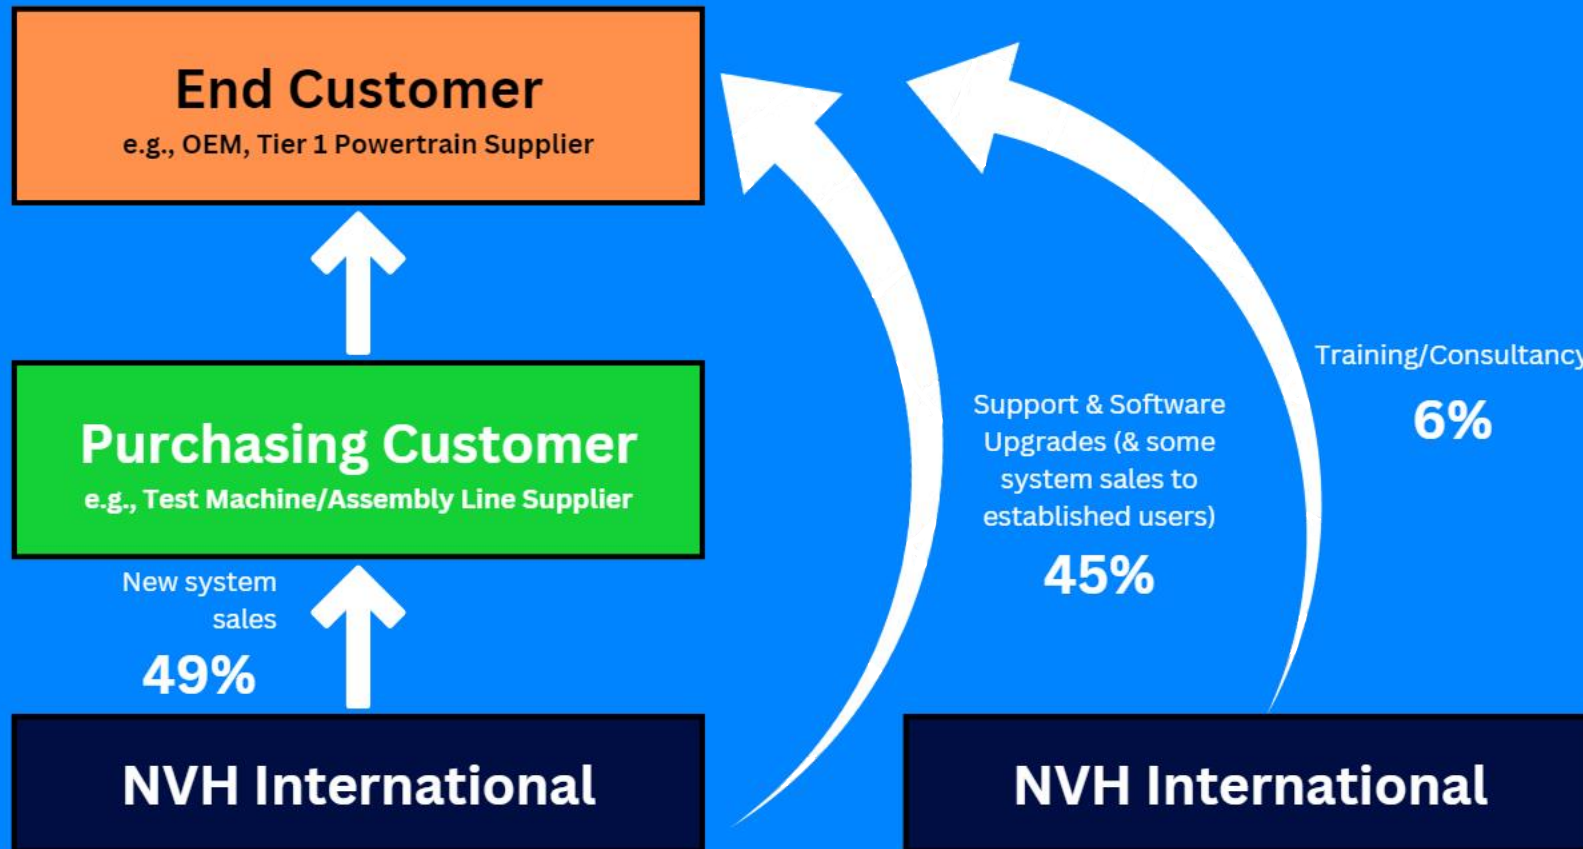 End Customer
e.g., OEM, Tier 1 Powertrain Supplier
Purchasing Customer
e.g., Test Machine/Assembly Line Supplier
New system
sales
49%
NVH International
Support & Software
Upgrades (& some
system sales to
established users)
45%
Training/Consultancy
6%
NVH International